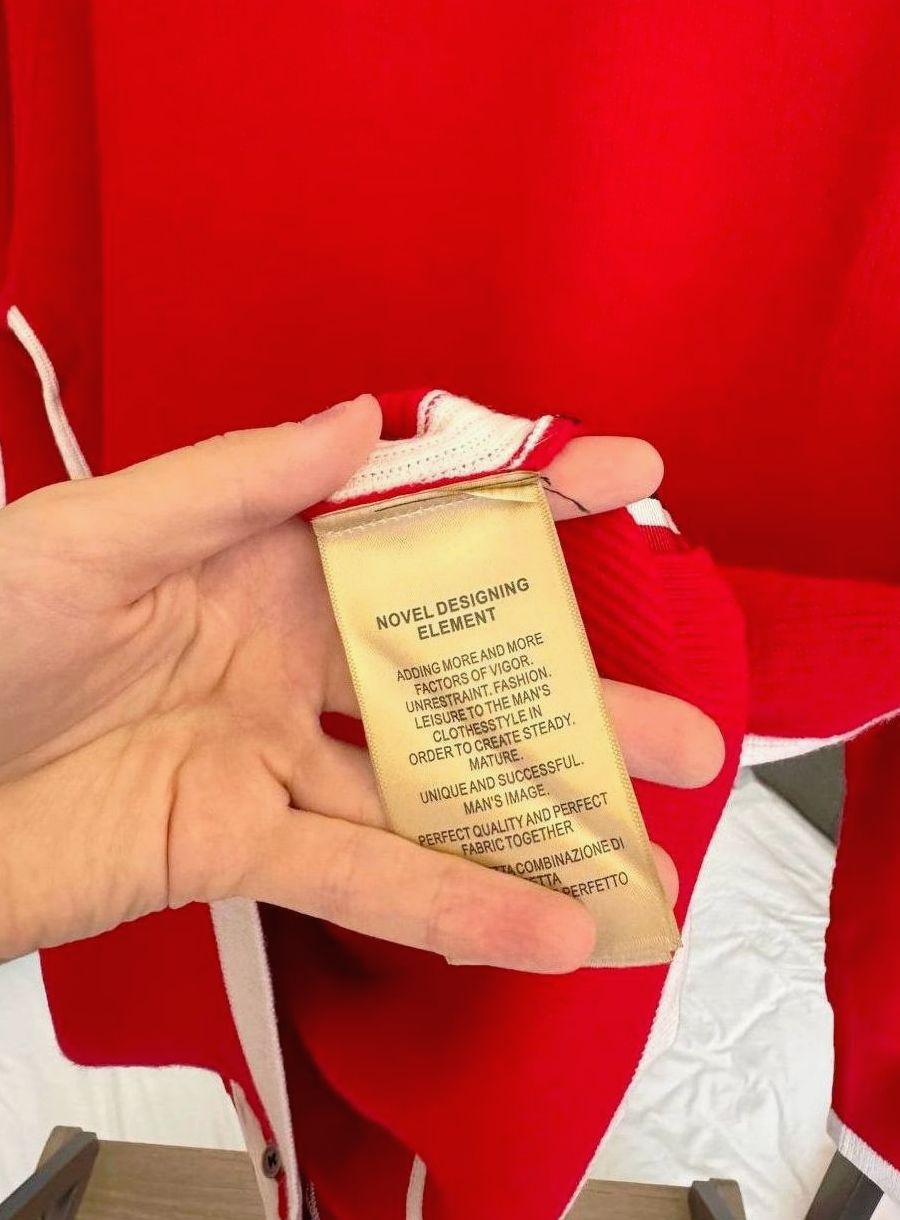 NOVEL DESIGNING
ELEMENT
ADDING MORE AND MORE
FACTORS OF VIGOR.
UNRESTRAINT. FASHION.
LEISURE TO THE MAN'S
CLOTHESSTYLE IN
ORDER TO CREATE STEADY.
MATURE.
UNIQUE AND SUCCESSFUL.
MAN'S IMAGE.
PERFECT QUALITY AND PERFECT
FABRIC TOGETHER
COMBINAZIONE DI
PERFETTO